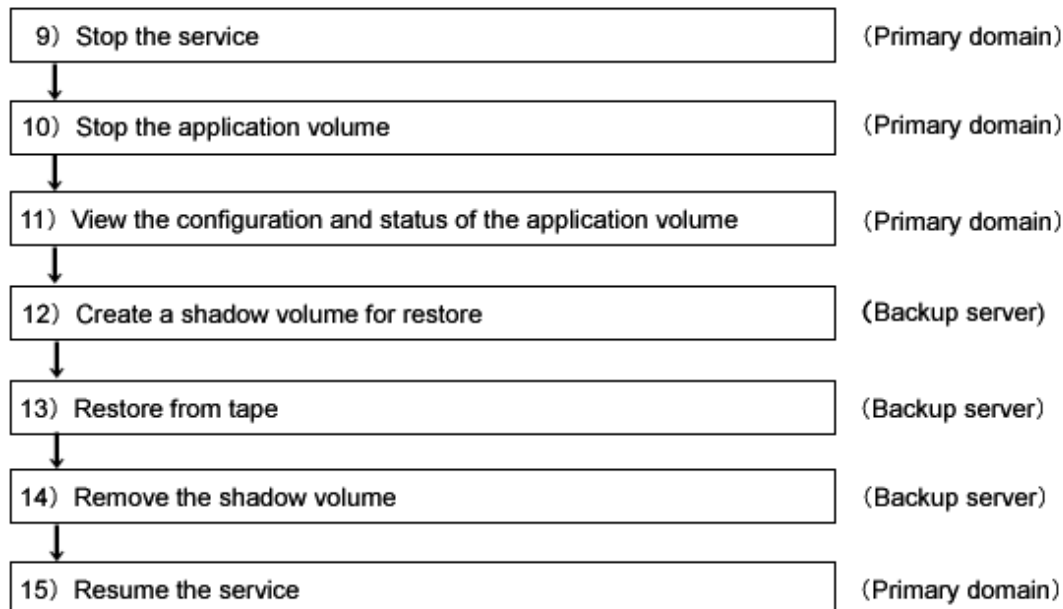 9) Stop the service (Primary domain)
10) Stop the application volume (Primary domain)
11) View the configuration and status of the application volume (Primary domain)
12) Create a shadow volume for restore (Backup server)
13) Restore from tape (Backup server)
14) Remove the shadow volume (Backup server)
15) Resume the service (Primary domain)